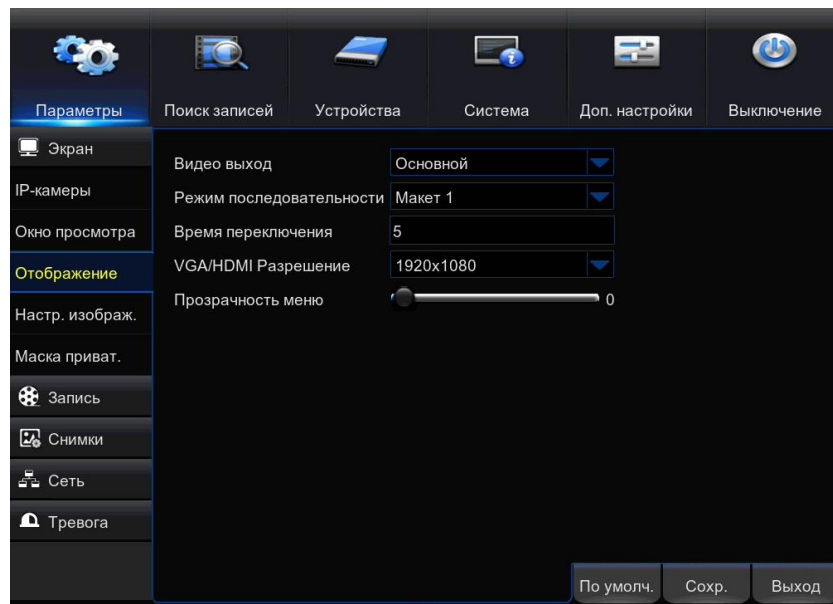 Параметры Поиск записей Устройства Система Доп. настройки Выключение
Экран
IP-камеры
Окно просмотра
Отображение
Настр. изображ.
Маска приват.
Запись
Снимки
Сеть
Тревога
Видео выход Основной
Режим последовательности Макет 1
Время переключения 5
VGA/HDMI Разрешение 1920x1080
Прозрачность меню 0
По умолч. Сохр. Выход